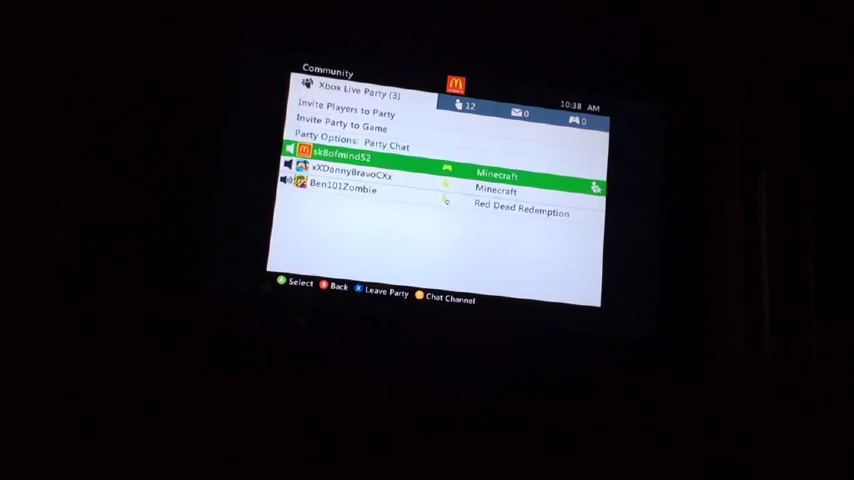 Community
Xbox Live Party (3)
12 0 0
10:38 AM
Invite Players to Party
Invite Party to Game
Party Options: Party Chat
sk8ofmind52 Minecraft
xXDannyBravoCXx Minecraft
Ben101Zombie Red Dead Redemption
A Select B Back X Leave Party Y Chat Channel